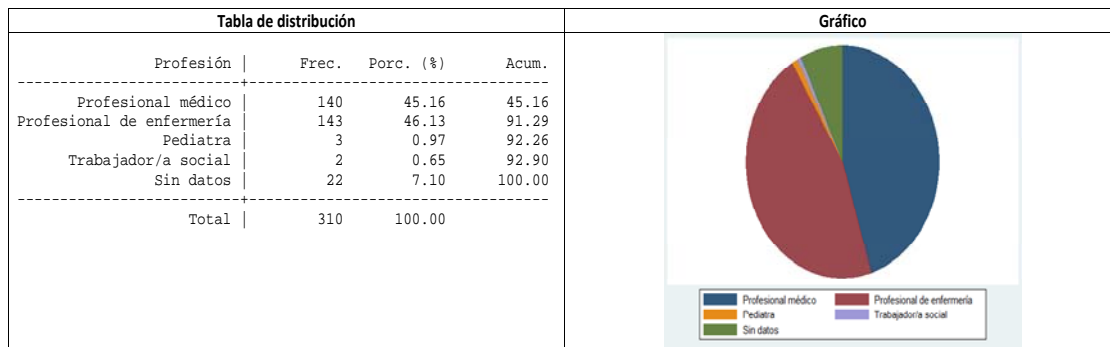 Tabla de distribución
Profesión | Frec. Porc. (%) Acum.
--------------------------+-----------------------------------
Profesional médico | 140 45.16 45.16
Profesional de enfermería | 143 46.13 91.29
Pediatra | 3 0.97 92.26
Trabajador/a social | 2 0.65 92.90
Sin datos | 22 7.10 100.00
--------------------------+-----------------------------------
Total | 310 100.00
Gráfico
Profesional médico Profesional de enfermería
Pediatra Trabajador/a social
Sin datos